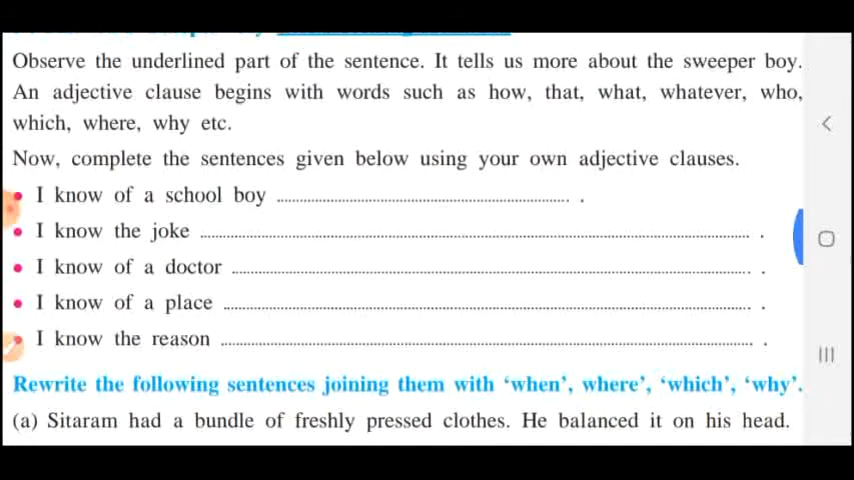 Observe the underlined part of the sentence. It tells us more about the sweeper boy.
An adjective clause begins with words such as how, that, what, whatever, who,
which, where, why etc.
Now, complete the sentences given below using your own adjective clauses.
• I know of a school boy .................................................. .
• I know the joke .................................................. .
• I know of a doctor .................................................. .
• I know of a place .................................................. .
• I know the reason .................................................. .
Rewrite the following sentences joining them with ‘when’, where’, ‘which’, ‘why’.
(a) Sitaram had a bundle of freshly pressed clothes. He balanced it on his head.